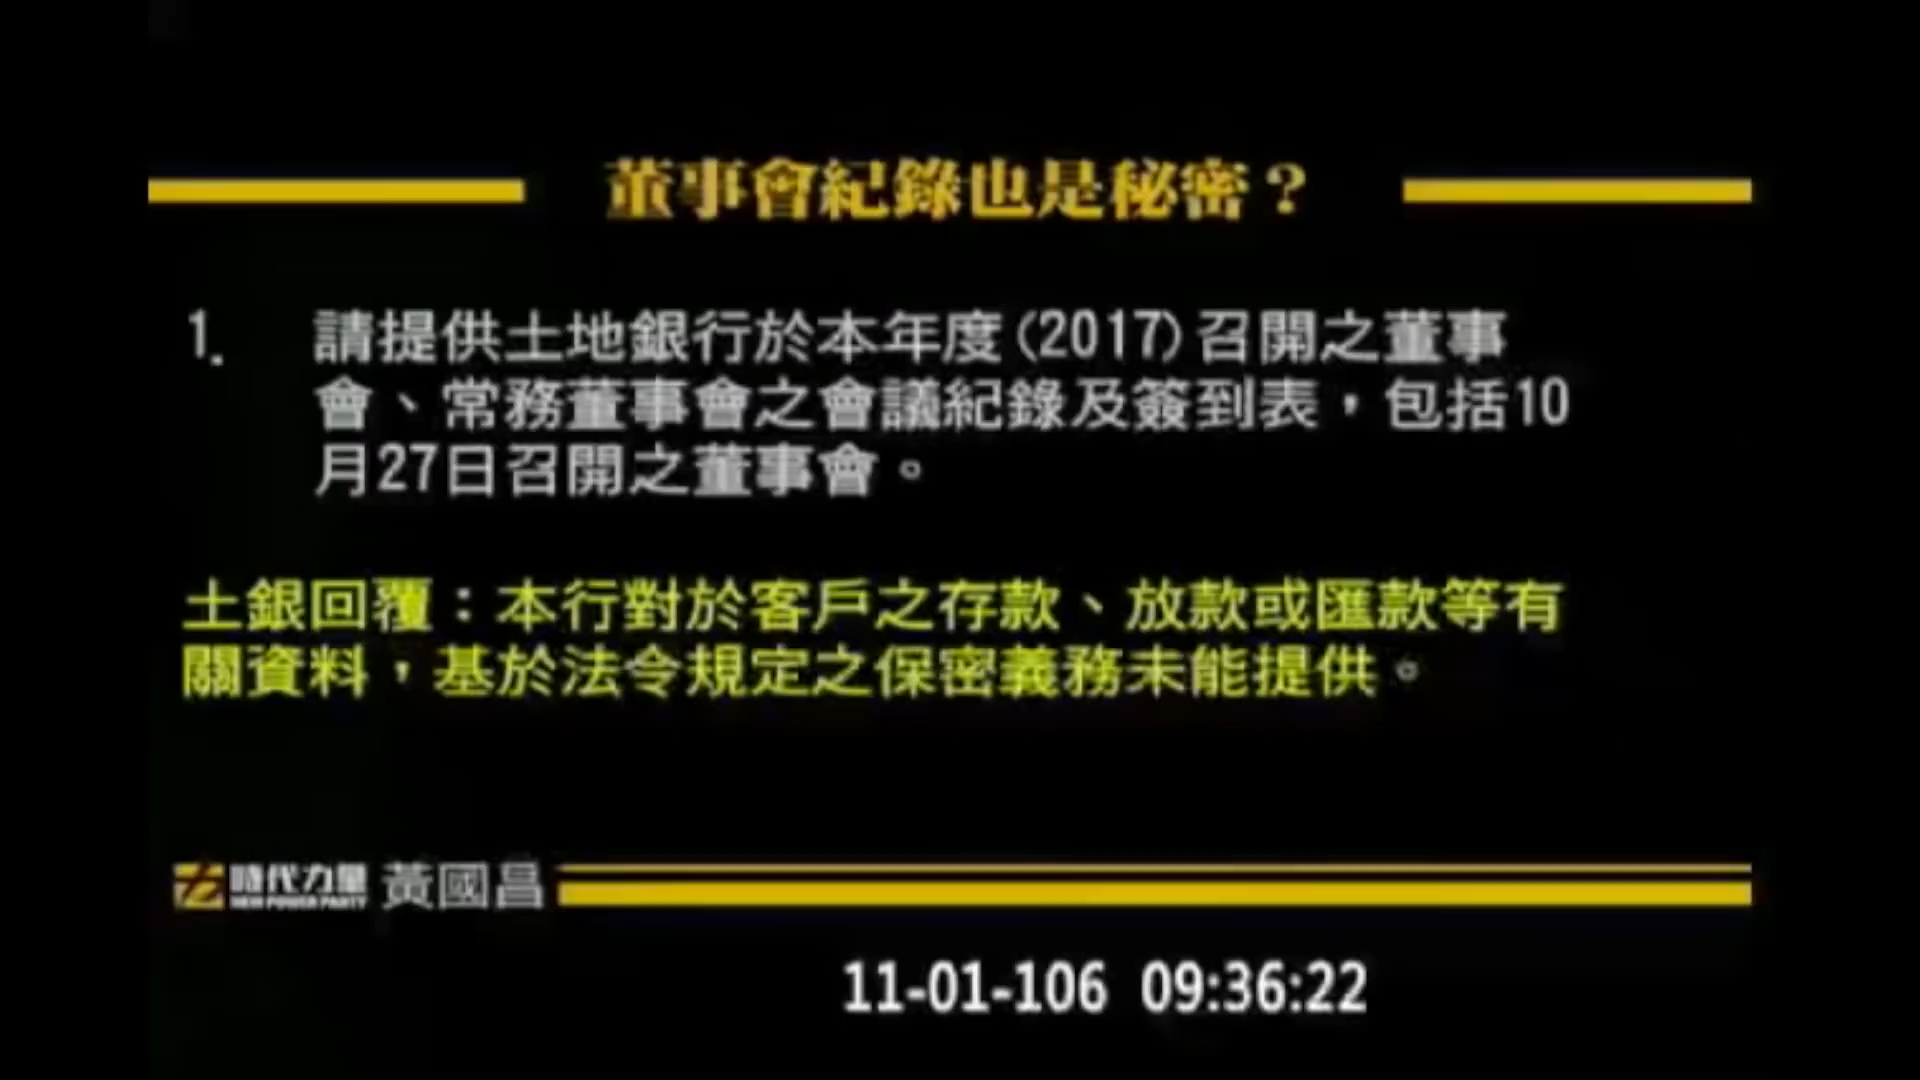 董事會紀錄也是秘密？
1. 請提供土地銀行於本年度(2017)召開之董事
會、常務董事會之會議紀錄及簽到表，包括10
月27日召開之董事會。
土銀回覆：本行對於客戶之存款、放款或匯款等有
關資料，基於法令規定之保密義務未能提供。
時代力量 黃國昌
NEW POWER PARTY
11-01-106 09:36:22